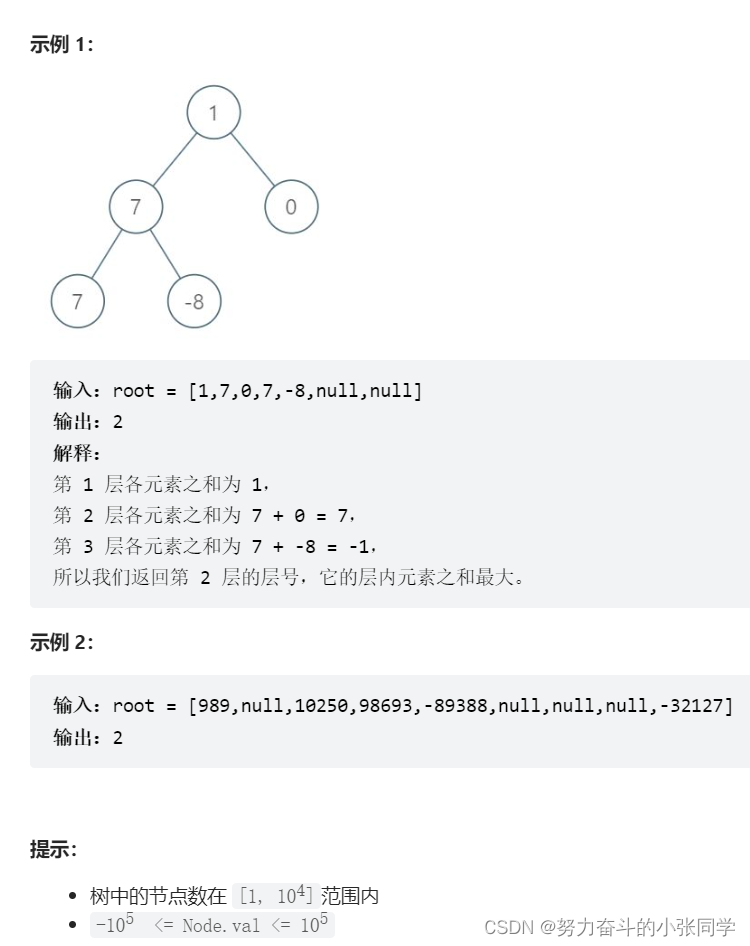 示例 1：
1
7
0
7
-8
输入：root = [1,7,0,7,-8,null,null]
输出：2
解释：
第 1 层各元素之和为 1，
第 2 层各元素之和为 7 + 0 = 7，
第 3 层各元素之和为 7 + -8 = -1，
所以我们返回第 2 层的层号，它的层内元素之和最大。
示例 2：
输入：root = [989,null,10250,98693,-89388,null,null,null,-32127]
输出：2
提示：
• 树中的节点数在 [1, 10⁴] 范围内
• -10⁵ <= Node.val <= 10⁵
CSDN @努力奋斗的小张同学